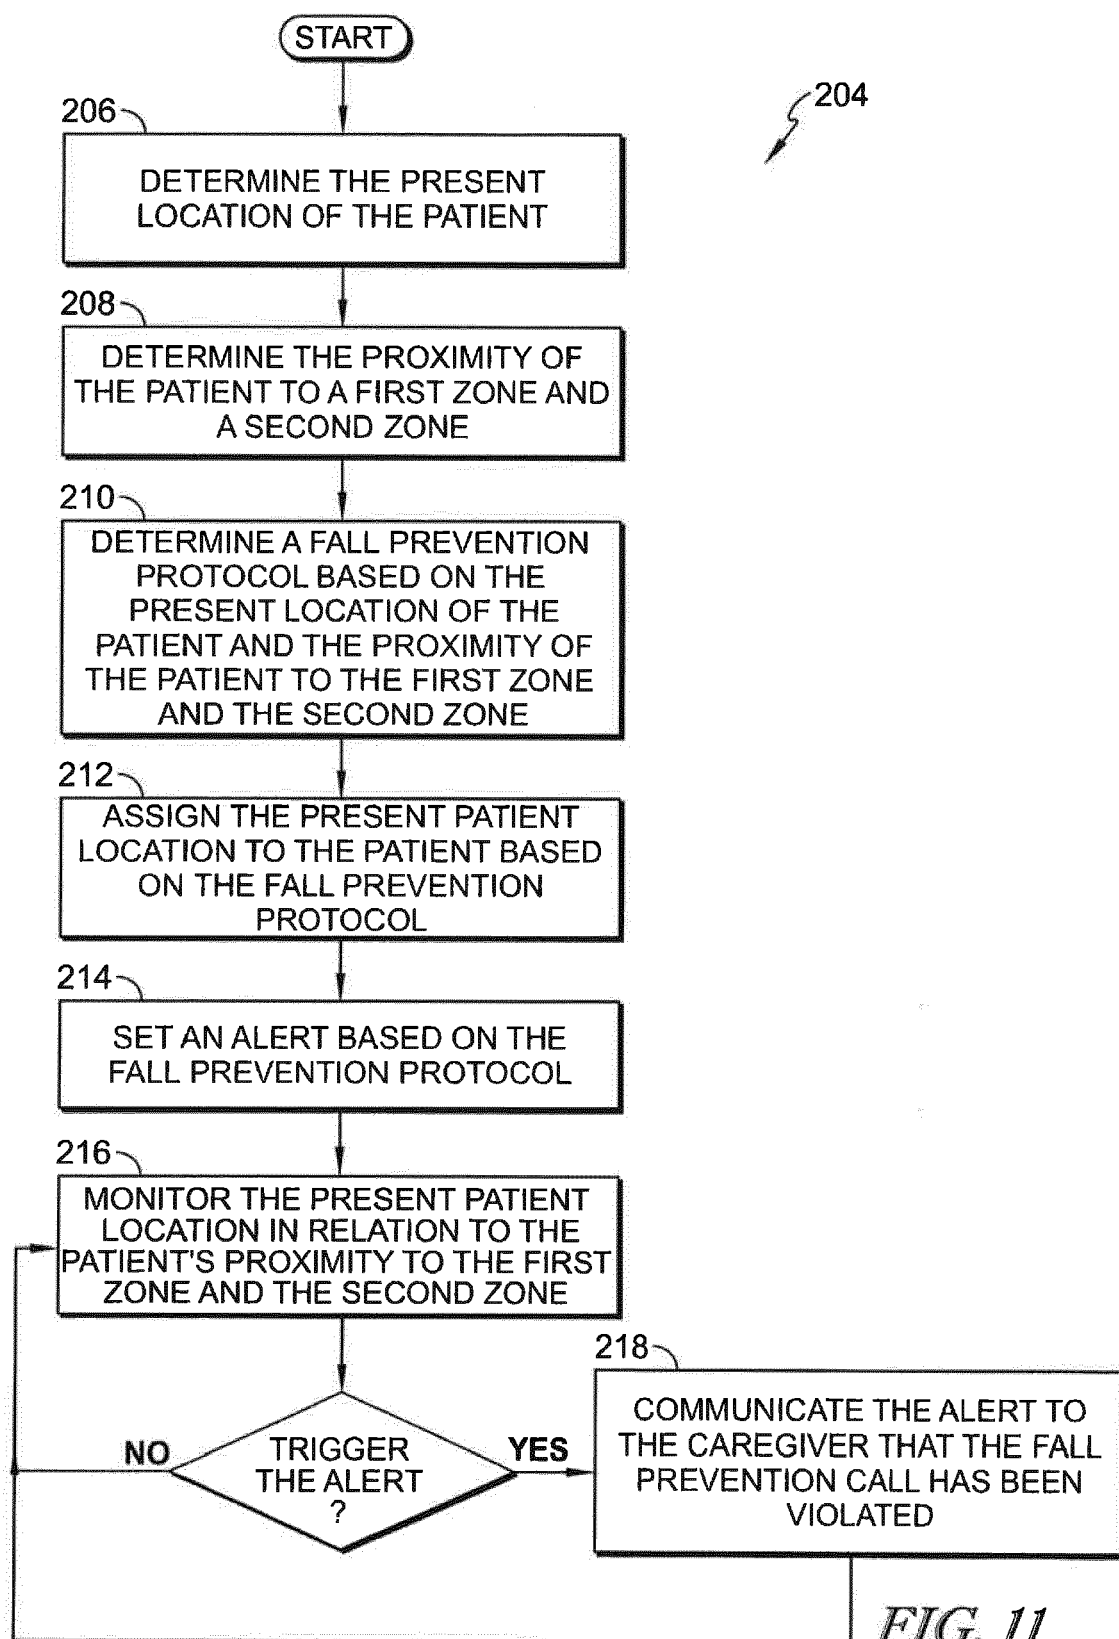 START
204
206
DETERMINE THE PRESENT
LOCATION OF THE PATIENT
208
DETERMINE THE PROXIMITY OF
THE PATIENT TO A FIRST ZONE AND
A SECOND ZONE
210
DETERMINE A FALL PREVENTION
PROTOCOL BASED ON THE
PRESENT LOCATION OF THE
PATIENT AND THE PROXIMITY OF
THE PATIENT TO THE FIRST ZONE
AND THE SECOND ZONE
212
ASSIGN THE PRESENT PATIENT
LOCATION TO THE PATIENT BASED
ON THE FALL PREVENTION
PROTOCOL
214
SET AN ALERT BASED ON THE
FALL PREVENTION PROTOCOL
216
MONITOR THE PRESENT PATIENT
LOCATION IN RELATION TO THE
PATIENT'S PROXIMITY TO THE FIRST
ZONE AND THE SECOND ZONE
NO
TRIGGER
THE ALERT
?
YES
218
COMMUNICATE THE ALERT TO
THE CAREGIVER THAT THE FALL
PREVENTION CALL HAS BEEN
VIOLATED
FIG. 11